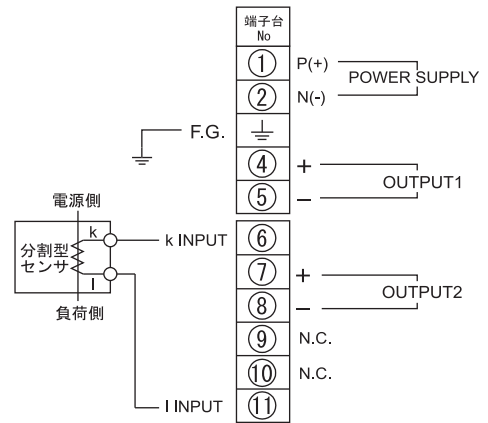 端子台
No
① P(+)
POWER SUPPLY
② N(-)
F.G.
④ +
OUTPUT1
⑤ −
電源側
k
k INPUT ⑥
分割型
センサ
⑦ +
OUTPUT2
l
⑧ −
負荷側
⑨ N.C.
⑩ N.C.
l INPUT ⑪